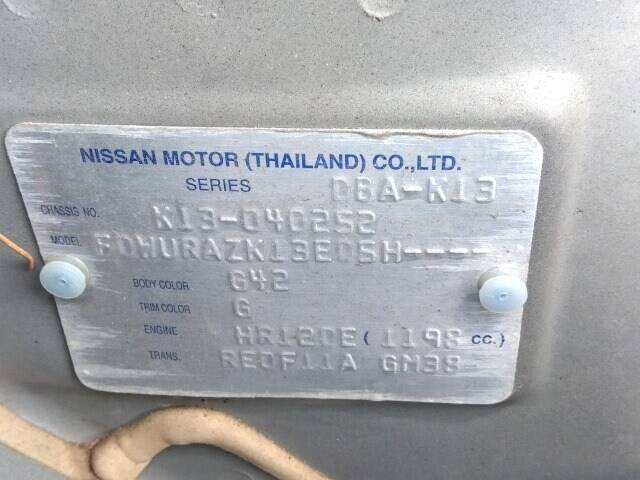 NISSAN MOTOR (THAILAND) CO.,LTD.
SERIES DBA-K13
CHASSIS NO. K13-040252
MODEL FDWURAZK13EDSH----
BODY COLOR G42
TRIM COLOR G
ENGINE HR12DE (1198 CC.)
TRANS. RE0F11A GM38